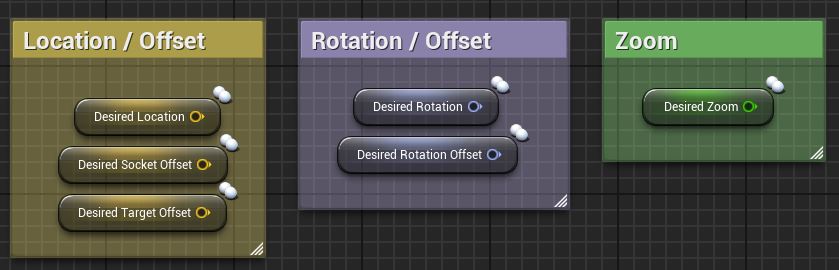 Location / Offset
Desired Location
Desired Socket Offset
Desired Target Offset
Rotation / Offset
Desired Rotation
Desired Rotation Offset
Zoom
Desired Zoom